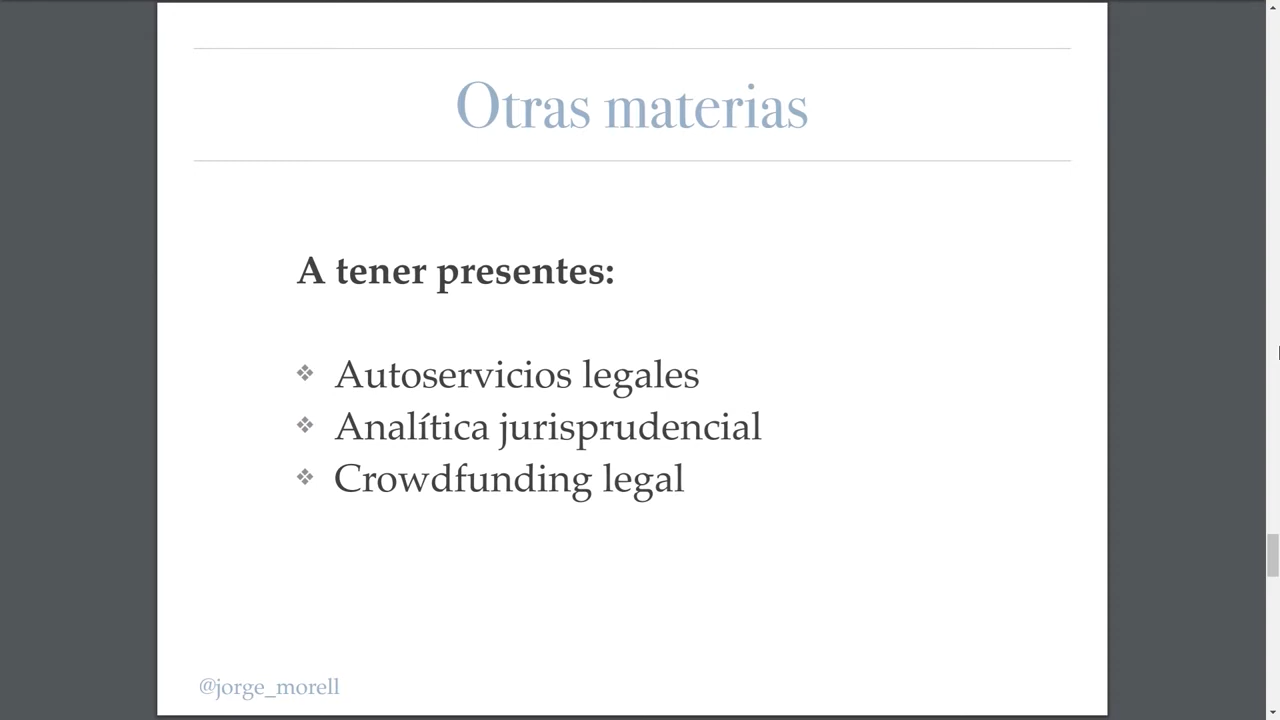 Otras materias
A tener presentes:
❖ Autoservicios legales
❖ Analítica jurisprudencial
❖ Crowdfunding legal
@jorge_morell